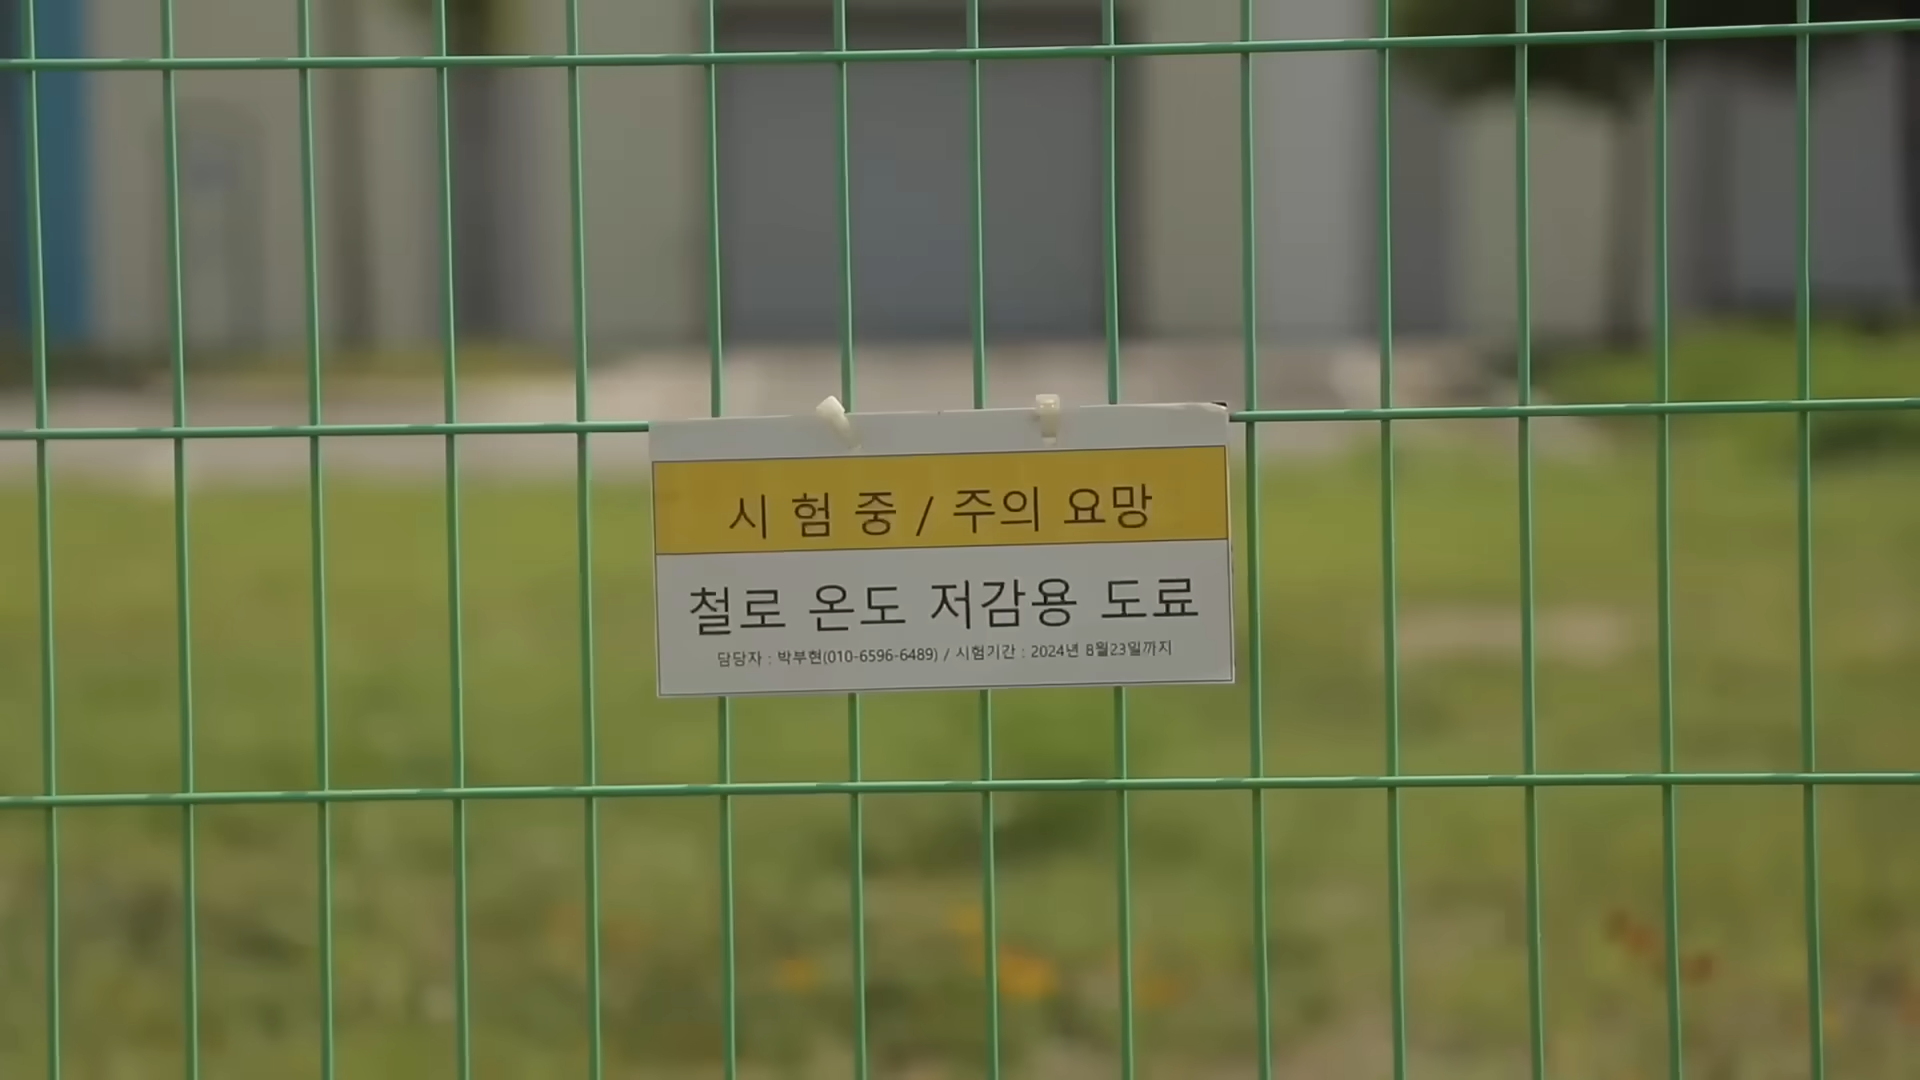 시 험 중 / 주의 요망
철로 온도 저감용 도료
담당자 : 박부현(010-6596-6489) / 시험기간 : 2024년 8월23일까지